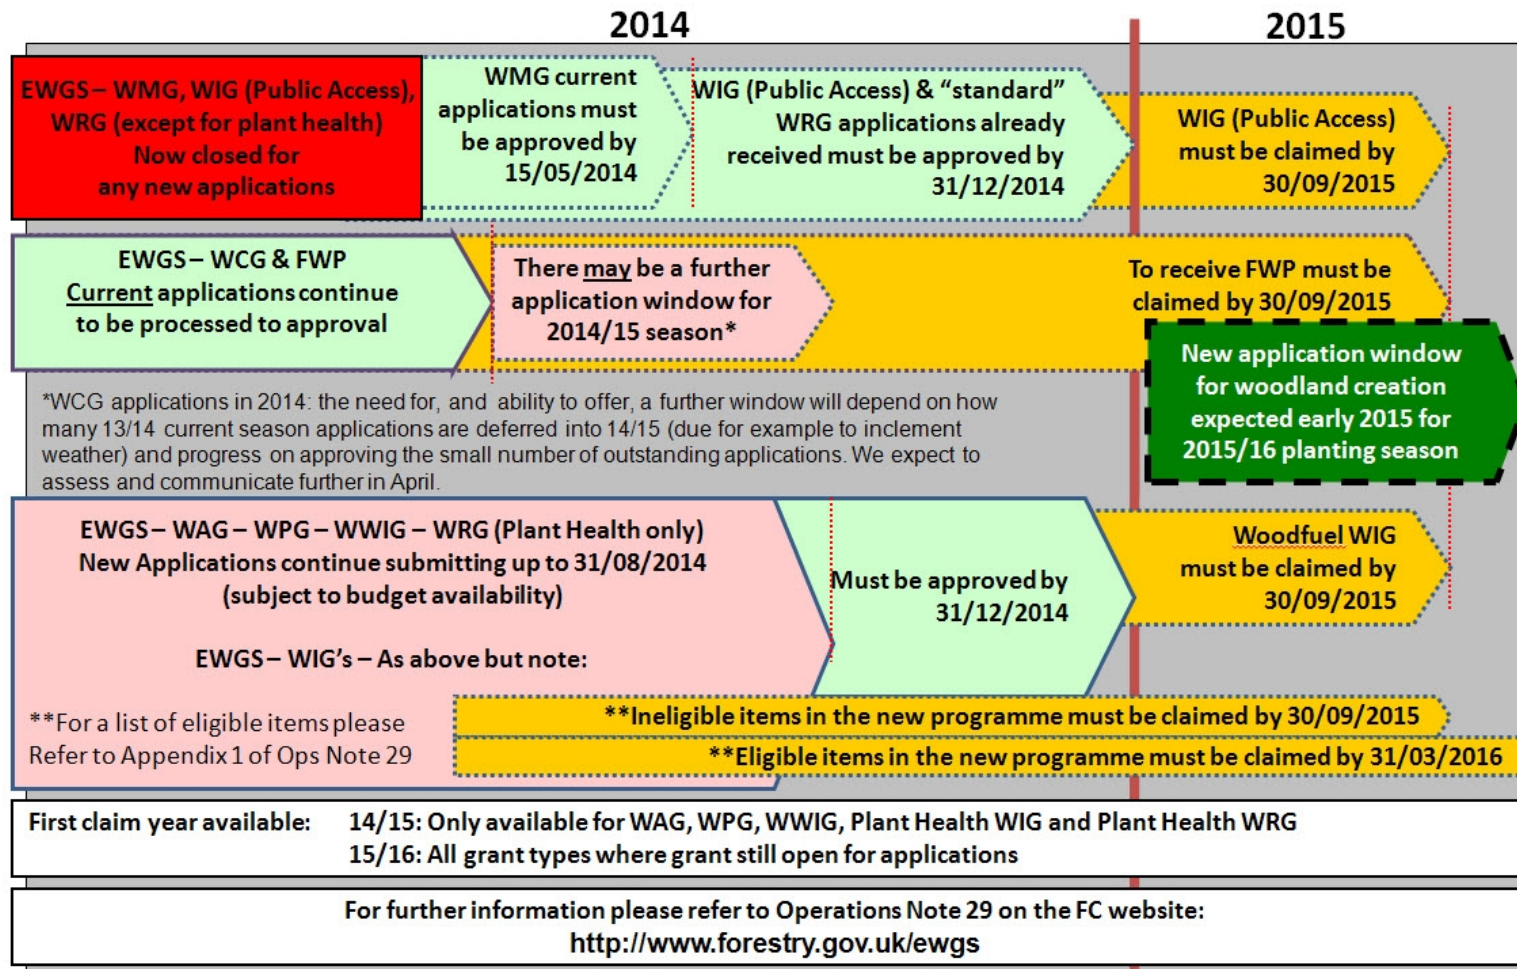 2014
2015
EWGS – WMG, WIG (Public Access),
WRG (except for plant health)
Now closed for
any new applications
WMG current
applications must
be approved by
15/05/2014
WIG (Public Access) & “standard”
WRG applications already
received must be approved by
31/12/2014
WIG (Public Access)
must be claimed by
30/09/2015
EWGS – WCG & FWP
Current applications continue
to be processed to approval
There may be a further
application window for
2014/15 season*
To receive FWP must be
claimed by 30/09/2015
New application window
for woodland creation
expected early 2015 for
2015/16 planting season
*WCG applications in 2014: the need for, and ability to offer, a further window will depend on how
many 13/14 current season applications are deferred into 14/15 (due for example to inclement
weather) and progress on approving the small number of outstanding applications. We expect to
assess and communicate further in April.
EWGS – WAG – WPG – WWIG – WRG (Plant Health only)
New Applications continue submitting up to 31/08/2014
(subject to budget availability)
EWGS – WIG’s – As above but note:
Must be approved by
31/12/2014
Woodfuel WIG
must be claimed by
30/09/2015
**For a list of eligible items please
Refer to Appendix 1 of Ops Note 29
**Ineligible items in the new programme must be claimed by 30/09/2015
**Eligible items in the new programme must be claimed by 31/03/2016
First claim year available: 14/15: Only available for WAG, WPG, WWIG, Plant Health WIG and Plant Health WRG
15/16: All grant types where grant still open for applications
For further information please refer to Operations Note 29 on the FC website:
http://www.forestry.gov.uk/ewgs